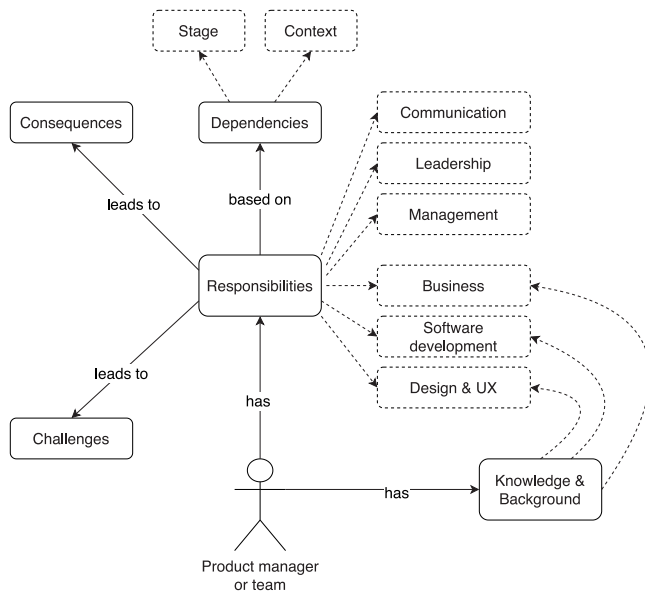 Stage
Context
Consequences
Dependencies
Communication
Leadership
leads to
based on
Management
Responsibilities
Business
Software
development
leads to
Design & UX
has
Challenges
Knowledge &
Background
has
Product manager
or team